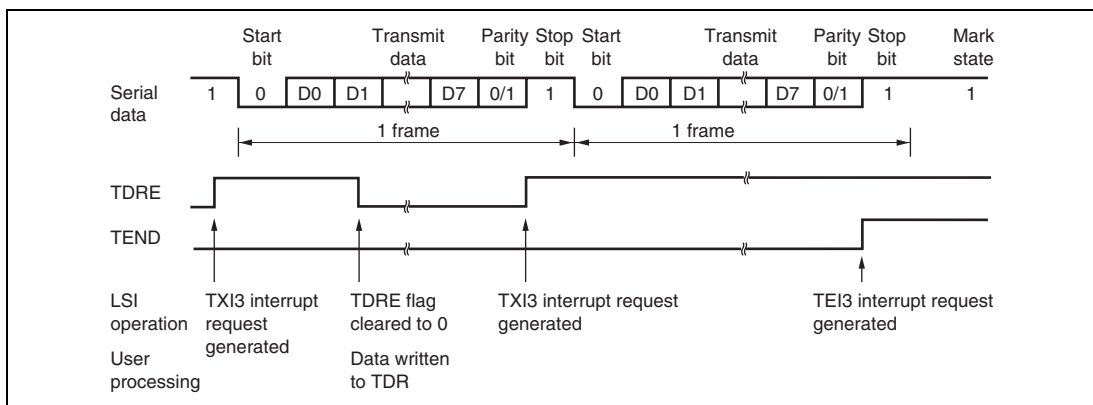 Start bit Transmit data Parity bit Stop bit Start bit Transmit data Parity bit Stop bit Mark state
Serial data 1 0 D0 D1 D7 0/1 1 0 D0 D1 D7 0/1 1 1
1 frame 1 frame
TDRE
TEND
LSI operation TXI3 interrupt request generated TDRE flag cleared to 0 TXI3 interrupt request generated TEI3 interrupt request generated
User processing Data written to TDR